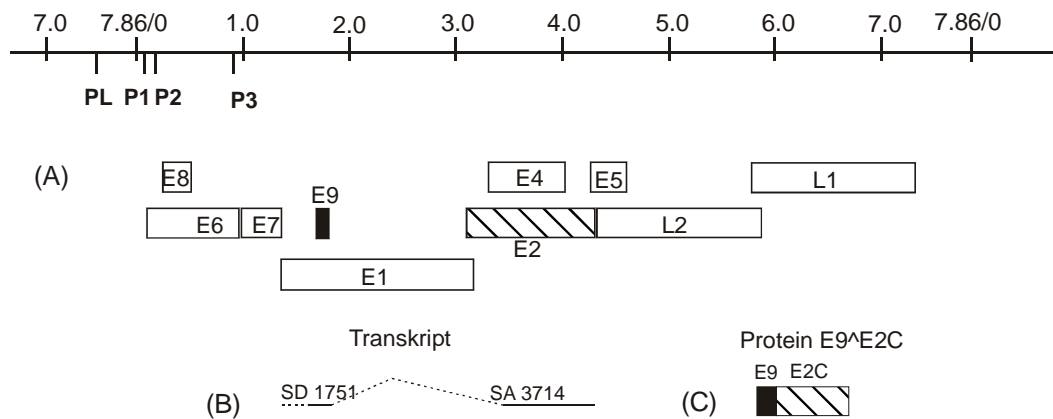 7.0 7.86/0 1.0 2.0 3.0 4.0 5.0 6.0 7.0 7.86/0
PL P1 P2 P3
(A)
E8 E4 E5 L1
E9
E6 E7 L2
E2
E1
Transkript Protein E9^E2C
E9 E2C
SD 1751 SA 3714
(B) (C)